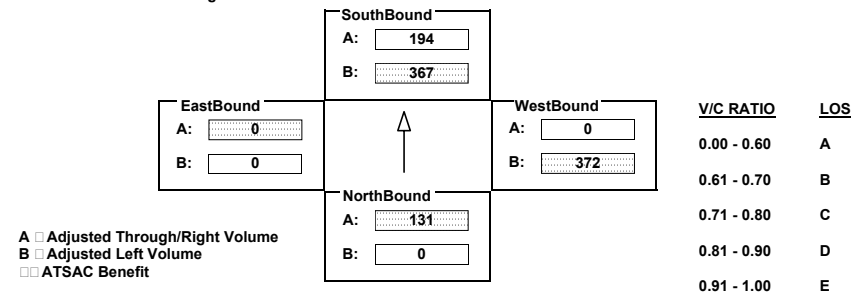 SouthBound
A: 194
B: 367
EastBound
A: 0
B: 0
WestBound
A: 0
B: 372
NorthBound
A: 131
B: 0
A □ Adjusted Through/Right Volume
B □ Adjusted Left Volume
□□ ATSAC Benefit
V/C RATIO LOS
0.00 - 0.60 A
0.61 - 0.70 B
0.71 - 0.80 C
0.81 - 0.90 D
0.91 - 1.00 E